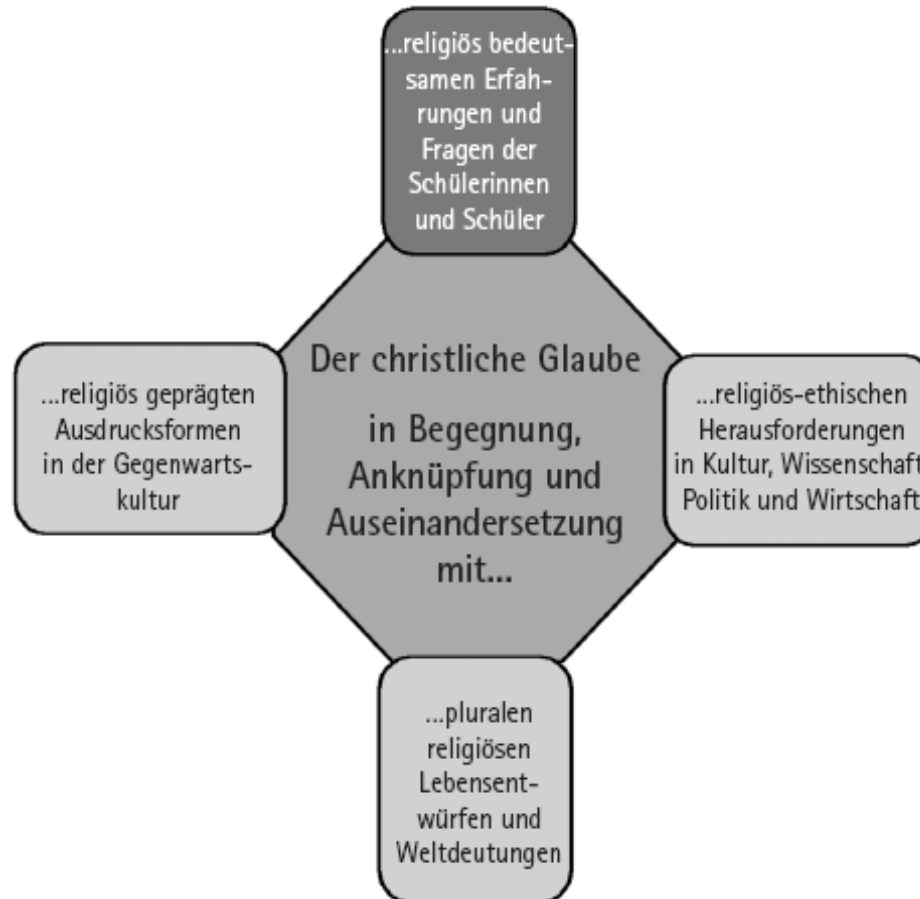 ...religiös bedeut-
samen Erfah-
rungen und
Fragen der
Schülerinnen
und Schüler
Der christliche Glaube
in Begegnung,
Anknüpfung und
Auseinandersetzung
mit...
...religiös geprägten
Ausdrucksformen
in der Gegenwarts-
kultur
...religiös-ethischen
Herausforderungen
in Kultur, Wissenschaft
Politik und Wirtschaft
...pluralen
religiösen
Lebensent-
würfen und
Weltdeutungen